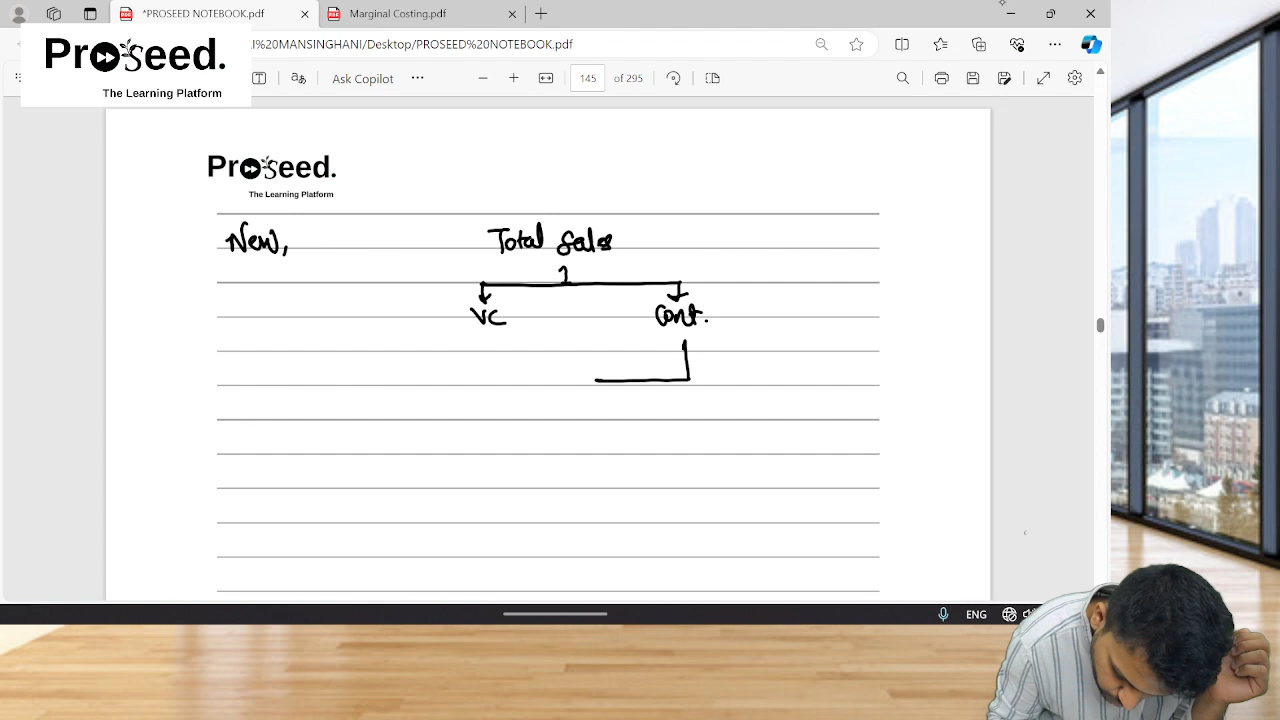 *PROSEED NOTEBOOK.pdf
Marginal Costing.pdf
MANSINGHANI/Desktop/PROSEED%20NOTEBOOK.pdf
Ask Copilot
145 of 295
Proseed.
The Learning Platform
Proseed.
The Learning Platform
New,
Total Sales
VC
Cont.
ENG